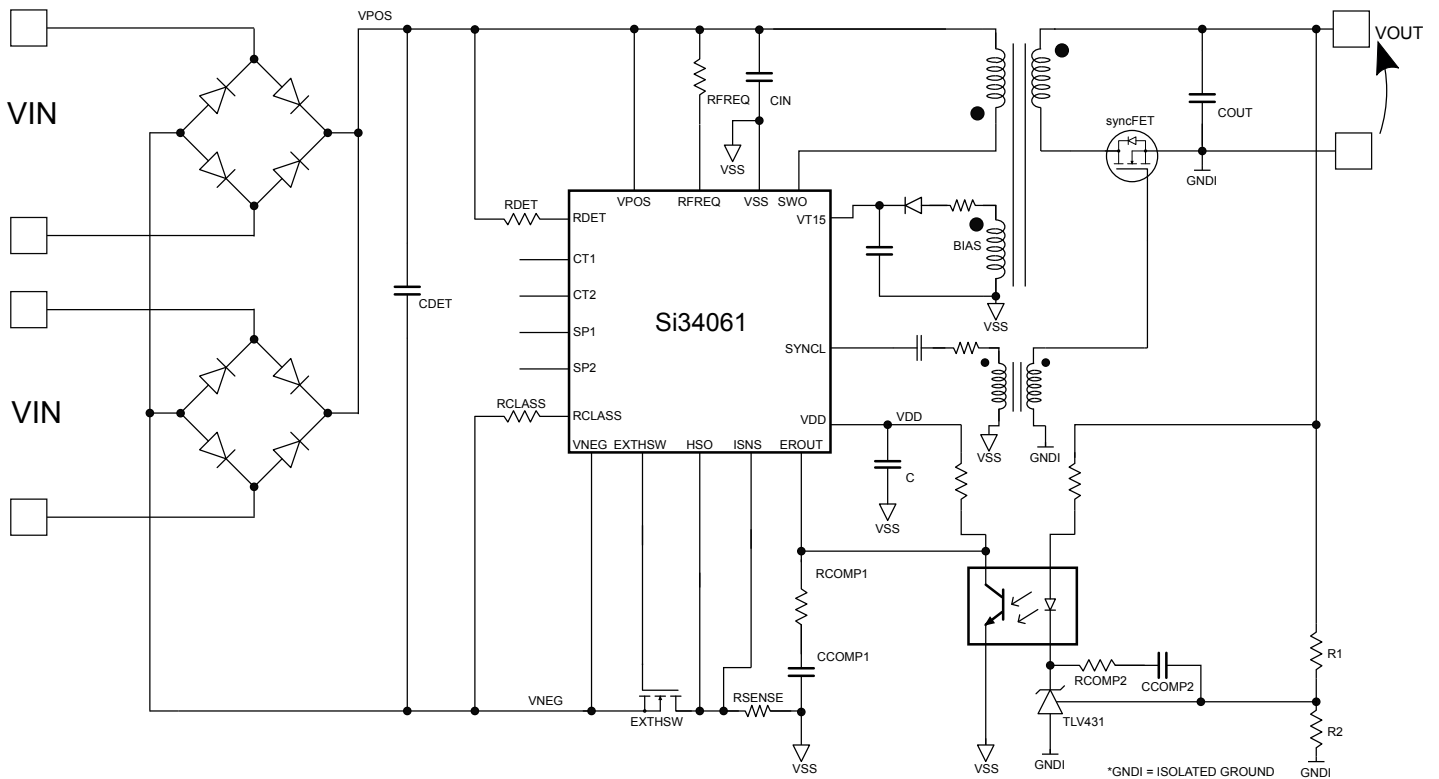 VPOS
VOUT
VIN
RFREQ
CIN
VSS
syncFET
COUT
GNDI
RDET
RDET
VPOS
RFREQ
VSS
SWO
VT15
BIAS
VSS
CT1
CT2
SP1
SP2
CDET
Si34061
SYNCL
VIN
RCLASS
RCLASS
VDD
VDD
VNEG
EXTHSW
HSO
ISNS
EROUT
VSS
GNDI
C
VSS
RCOMP1
CCOMP1
R1
RCOMP2
CCOMP2
VNEG
EXTHSW
RSENSE
TLV431
R2
VSS
VSS
GNDI
*GNDI = ISOLATED GROUND
GNDI